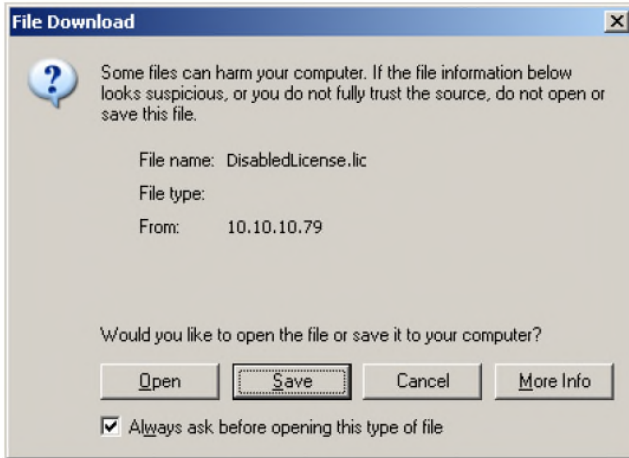 File Download
Some files can harm your computer. If the file information below
looks suspicious, or you do not fully trust the source, do not open or
save this file.
File name: DisabledLicense.lic
File type:
From: 10.10.10.79
Would you like to open the file or save it to your computer?
Open Save Cancel More Info
Always ask before opening this type of file